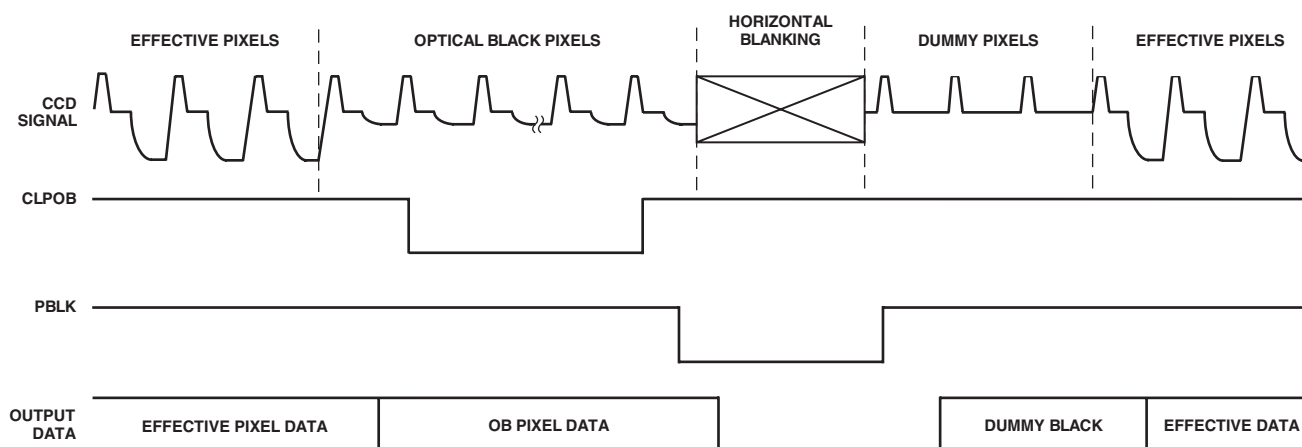 EFFECTIVE PIXELS
OPTICAL BLACK PIXELS
HORIZONTAL
BLANKING
DUMMY PIXELS
EFFECTIVE PIXELS
CCD
SIGNAL
CLPOB
PBLK
OUTPUT
DATA
EFFECTIVE PIXEL DATA
OB PIXEL DATA
DUMMY BLACK
EFFECTIVE DATA